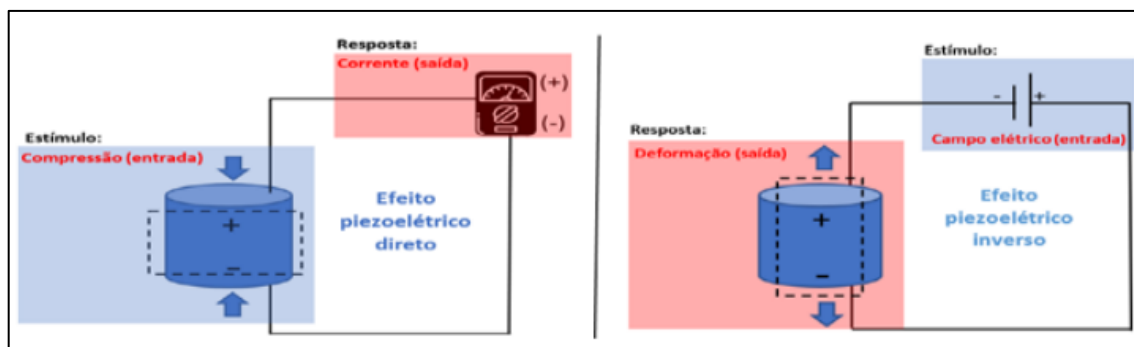 Resposta:
Corrente (saída)
(+)
(-)
Estímulo:
Compressão (entrada)
+
−
Efeito
piezoelétrico
direto
Estímulo:
- +
Campo elétrico (entrada)
Resposta:
Deformação (saída)
+
−
Efeito
piezoelétrico
inverso